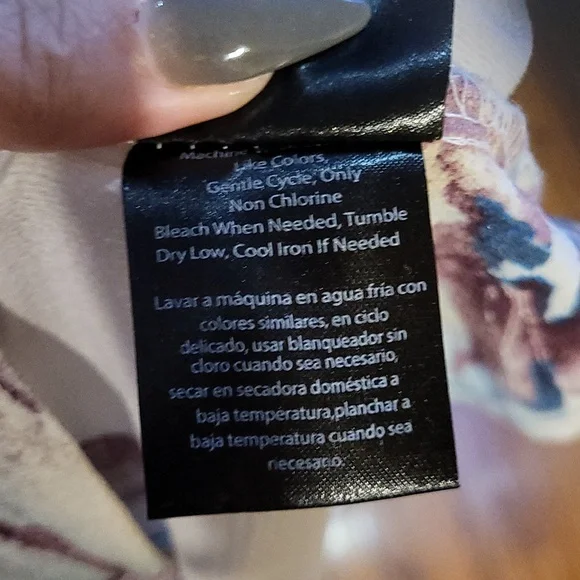 Machine
Like Colors,
Gentle Cycle, Only
Non Chlorine
Bleach When Needed, Tumble
Dry Low, Cool Iron If Needed
Lavar a máquina en agua fría con
colores similares, en ciclo
delicado, usar blanqueador sin
cloro cuando sea necesario,
secar en secadora doméstica a
baja temperatura,planchar a
baja temperatura cuando sea
necesario.